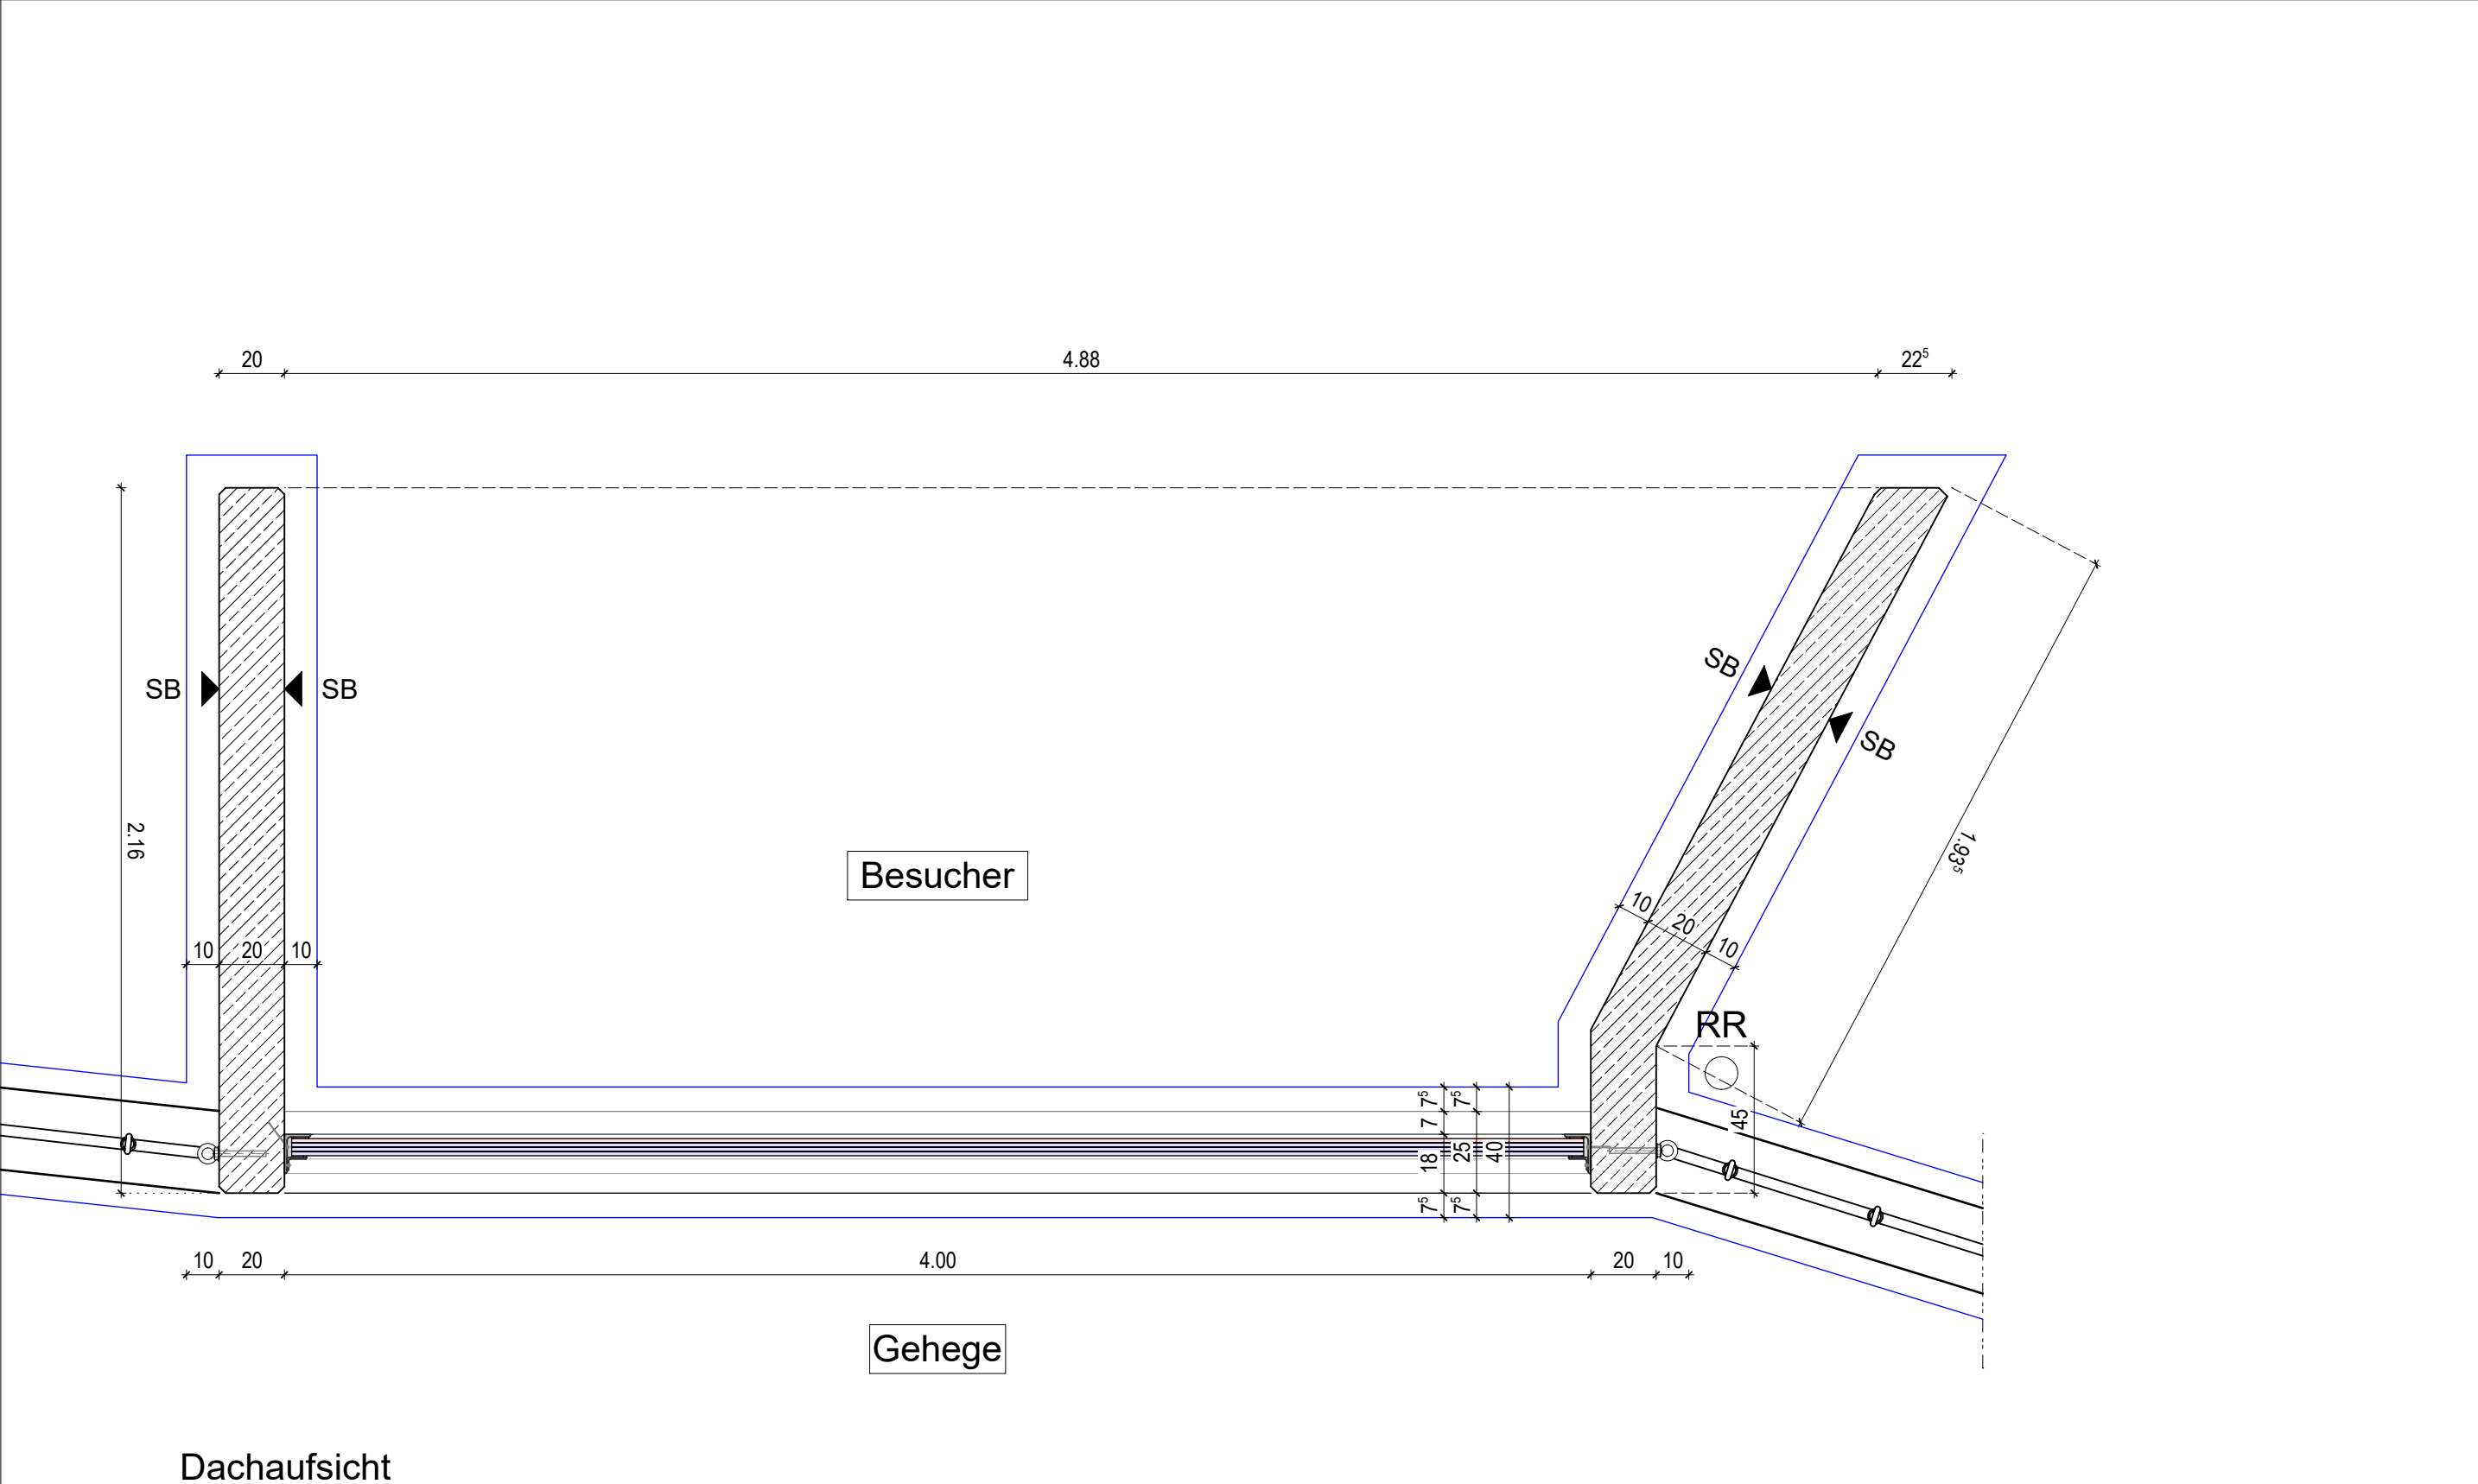 20 4.88 22⁵
SB SB SB
SB
2.16
1.93⁵
Besucher
10 20 10
10 20 10
RR
7⁵ 7⁵
7
45
18 25 40
7⁵ 7⁵
10 20 4.00 20 10
Gehege
Dachaufsicht